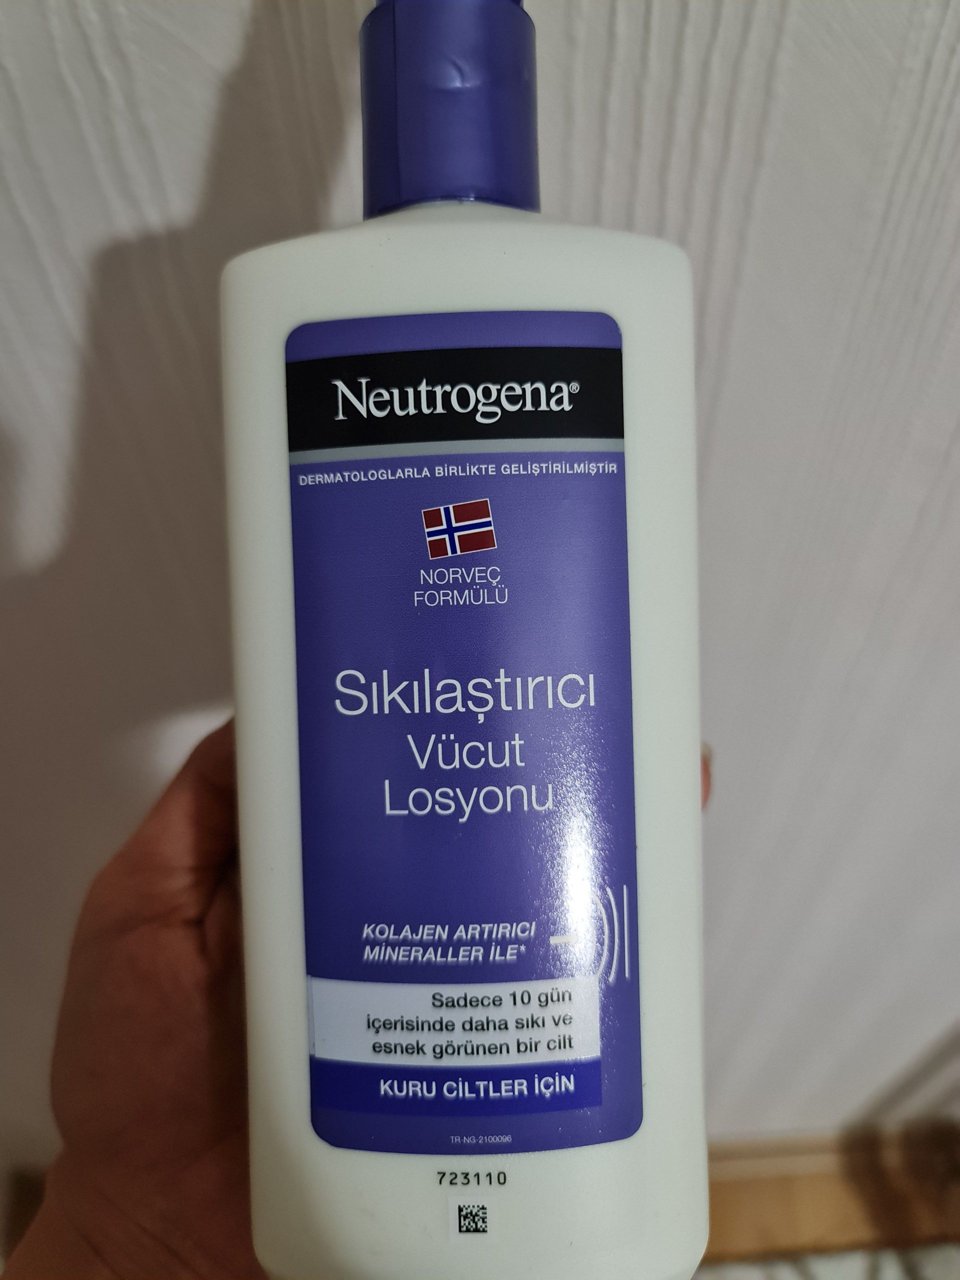 Neutrogena®
DERMATOLOGLARLA BİRLİKTE GELİŞTİRİLMİŞTİR
NORVEÇ
FORMÜLÜ
Sıkılaştırıcı
Vücut
Losyonu
KOLAJEN ARTIRICI
MİNERALLER İLE*
Sadece 10 gün
içerisinde daha sıkı ve
esnek görünen bir cilt
KURU CİLTLER İÇİN
TR-NG-2100096
723110